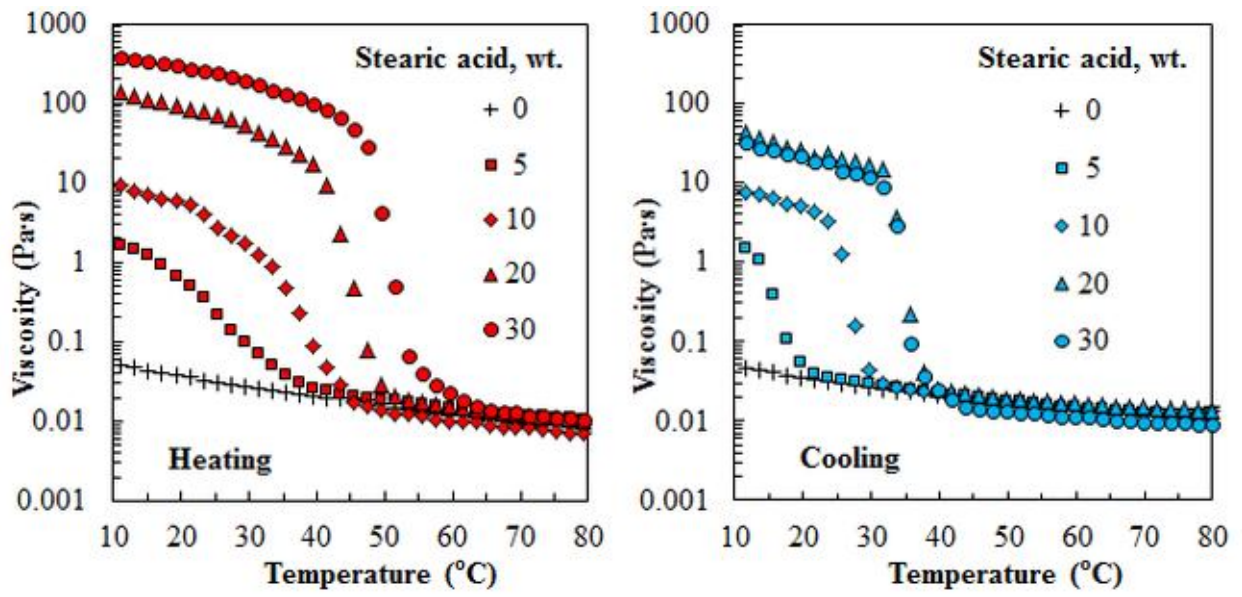 1000
100
10
1
0.1
0.01
0.001
Viscosity (Pa·s)
Stearic acid, wt.
0
5
10
20
30
Heating
10 20 30 40 50 60 70 80
Temperature (°C)
1000
100
10
1
0.1
0.01
0.001
Viscosity (Pa·s)
Stearic acid, wt.
0
5
10
20
30
Cooling
10 20 30 40 50 60 70 80
Temperature (°C)